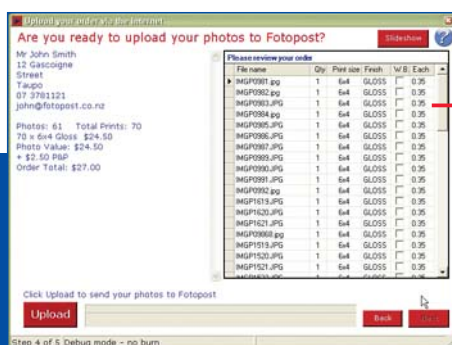 Upload your order via the internet...
Are you ready to upload your photos to Fotopost?
Slideshow
?
Mr John Smith
12 Gascoigne
Street
Taupo
07 3781121
john@fotopost.co.nz
Photos: 61 Total Prints: 70
70 x 6x4 Gloss $24.50
Photo Value: $24.50
+ $2.50 P&P
Order Total: $27.00
Please review your order
File name Qty Print size Finish W.B. Each
IMGP0981.jpg 1 6x4 GLOSS 0.35
IMGP0982.jpg 1 6x4 GLOSS 0.35
IMGP0983.JPG 1 6x4 GLOSS 0.35
IMGP0984.jpg 1 6x4 GLOSS 0.35
IMGP0985.JPG 1 6x4 GLOSS 0.35
IMGP0986.JPG 1 6x4 GLOSS 0.35
IMGP0987.JPG 1 6x4 GLOSS 0.35
IMGP0989.JPG 1 6x4 GLOSS 0.35
IMGP0990.JPG 1 6x4 GLOSS 0.35
IMGP0991.JPG 1 6x4 GLOSS 0.35
IMGP0992.jpg 1 6x4 GLOSS 0.35
IMGP1619.JPG 1 6x4 GLOSS 0.35
IMGP1620.JPG 1 6x4 GLOSS 0.35
IMGP1621.JPG 1 6x4 GLOSS 0.35
IMGP09868.jpg 1 6x4 GLOSS 0.35
IMGP1519.JPG 1 6x4 GLOSS 0.35
IMGP1520.JPG 1 6x4 GLOSS 0.35
IMGP1521.JPG 1 6x4 GLOSS 0.35
Click Upload to send your photos to Fotopost
Upload
Back
Step 4 of 5 Debug mode - no burn